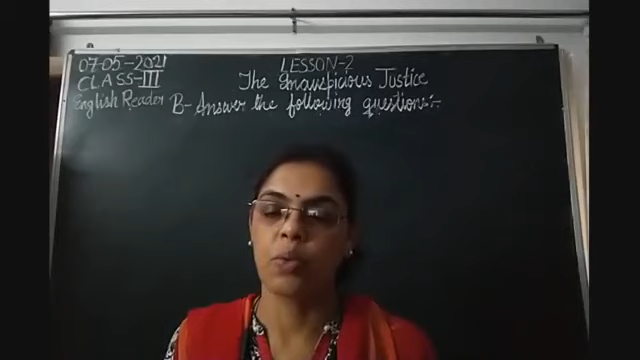 07-05-2021
CLASS-III
English Reader
LESSON-2
The Inauspicious Justice
B- Answer the following questions:-